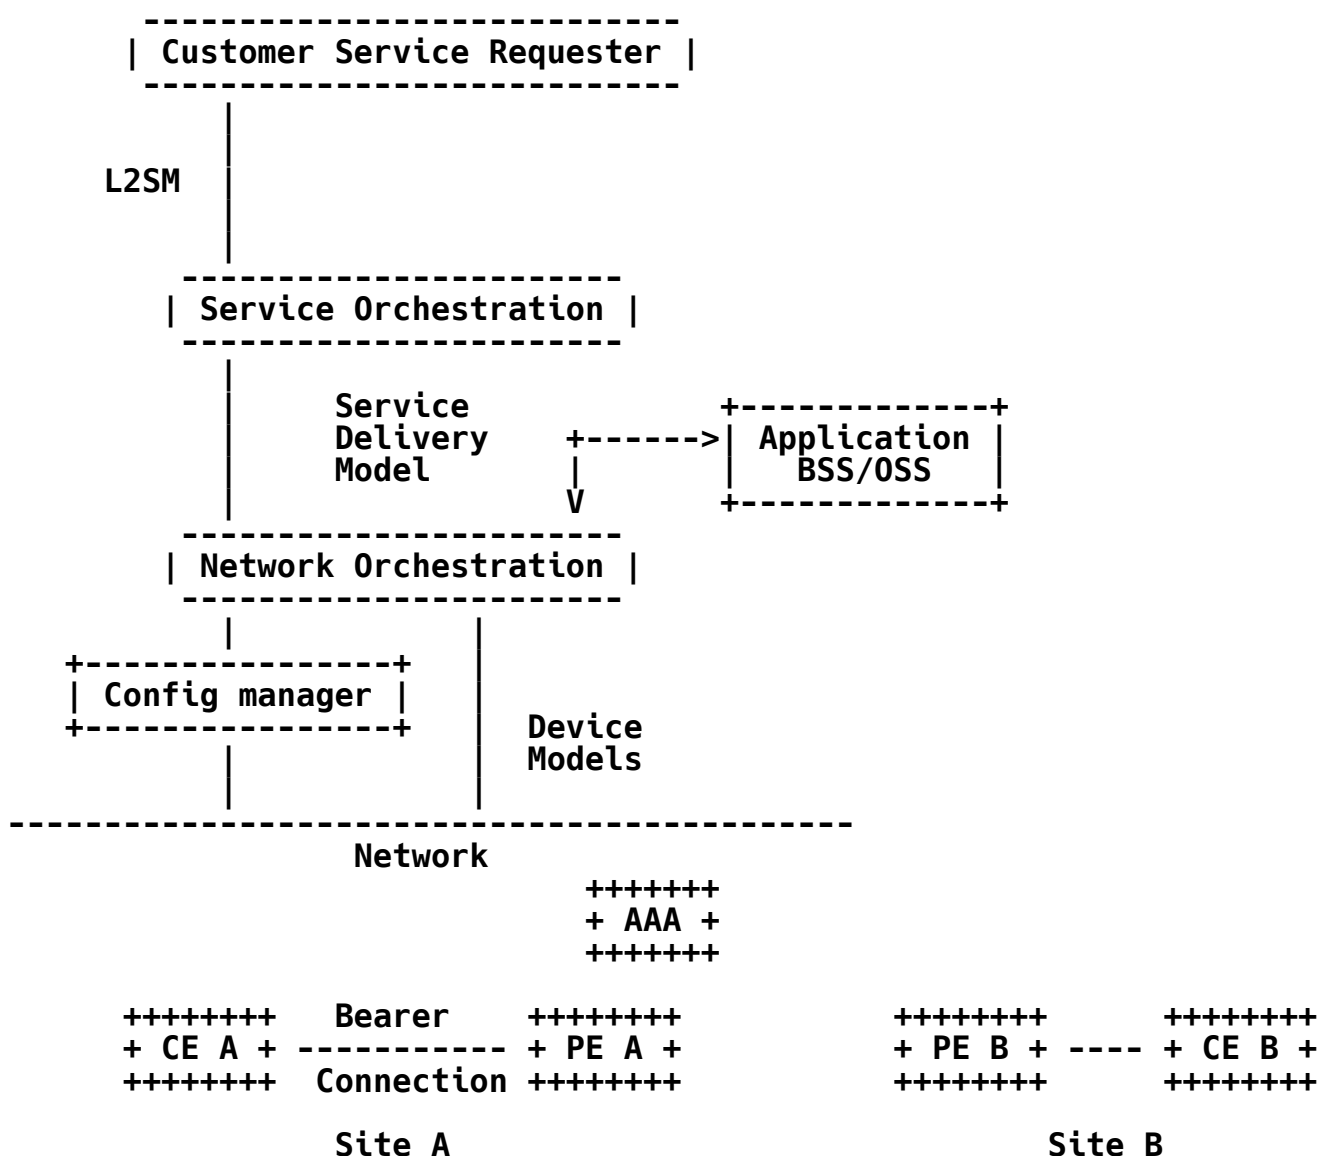 ----------------------------
| Customer Service Requester |
----------------------------
|
|
L2SM |
|
|
-----------------------
| Service Orchestration |
-----------------------
|
| Service +-------------+
| Delivery +------>| Application |
| Model | | BSS/OSS |
| V +-------------+
-----------------------
| Network Orchestration |
-----------------------
| |
+----------------+ |
| Config manager | |
+----------------+ | Device
| | Models
| |
--------------------------------------------
Network
+++++++
+ AAA +
+++++++
++++++++ Bearer ++++++++ ++++++++ ++++++++
+ CE A + ----------- + PE A + + PE B + ---- + CE B +
++++++++ Connection ++++++++ ++++++++ ++++++++
Site A Site B